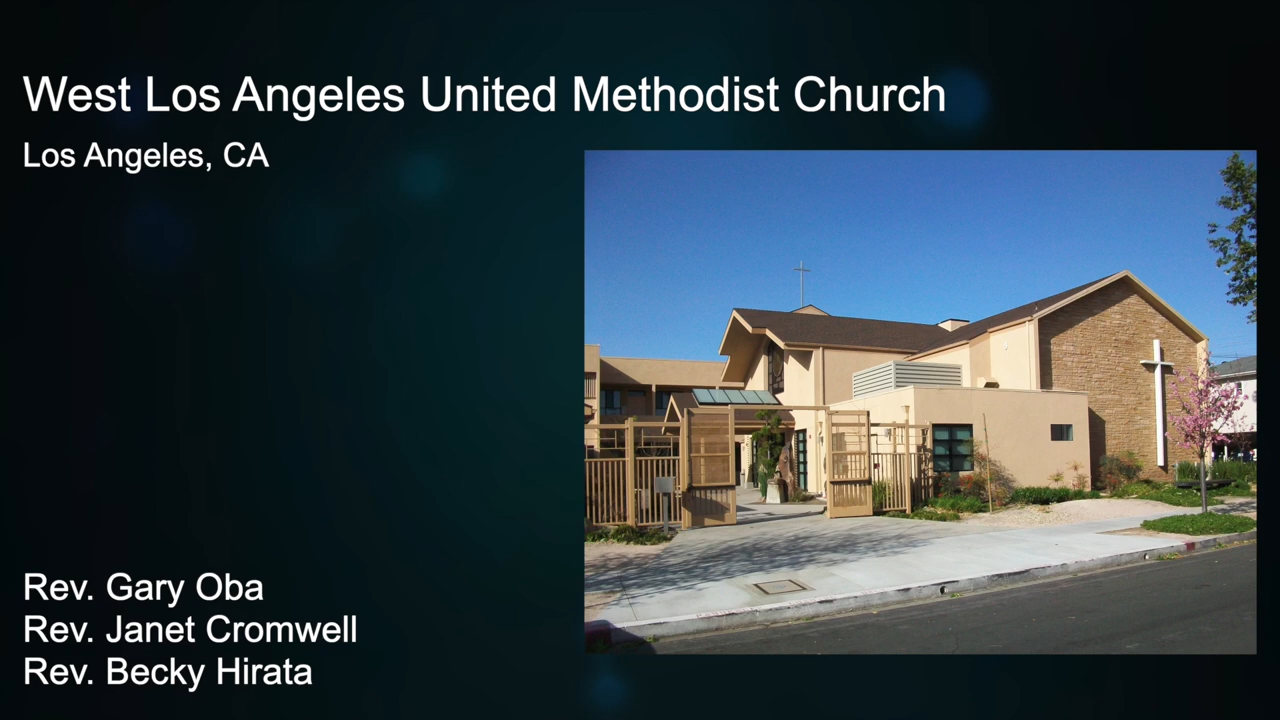 West Los Angeles United Methodist Church
Los Angeles, CA
Rev. Gary Oba
Rev. Janet Cromwell
Rev. Becky Hirata